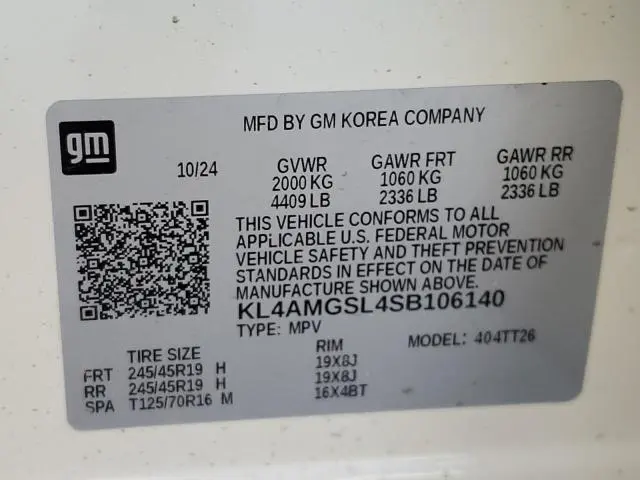 gm
MFD BY GM KOREA COMPANY
10/24 GVWR GAWR FRT GAWR RR
2000 KG 1060 KG 1060 KG
4409 LB 2336 LB 2336 LB
THIS VEHICLE CONFORMS TO ALL
APPLICABLE U.S. FEDERAL MOTOR
VEHICLE SAFETY AND THEFT PREVENTION
STANDARDS IN EFFECT ON THE DATE OF
MANUFACTURE SHOWN ABOVE.
KL4AMGSL4SB106140
TYPE: MPV MODEL: 404TT26
TIRE SIZE RIM
FRT 245/45R19 H 19X8J
RR 245/45R19 H 19X8J
SPA T125/70R16 M 16X4BT